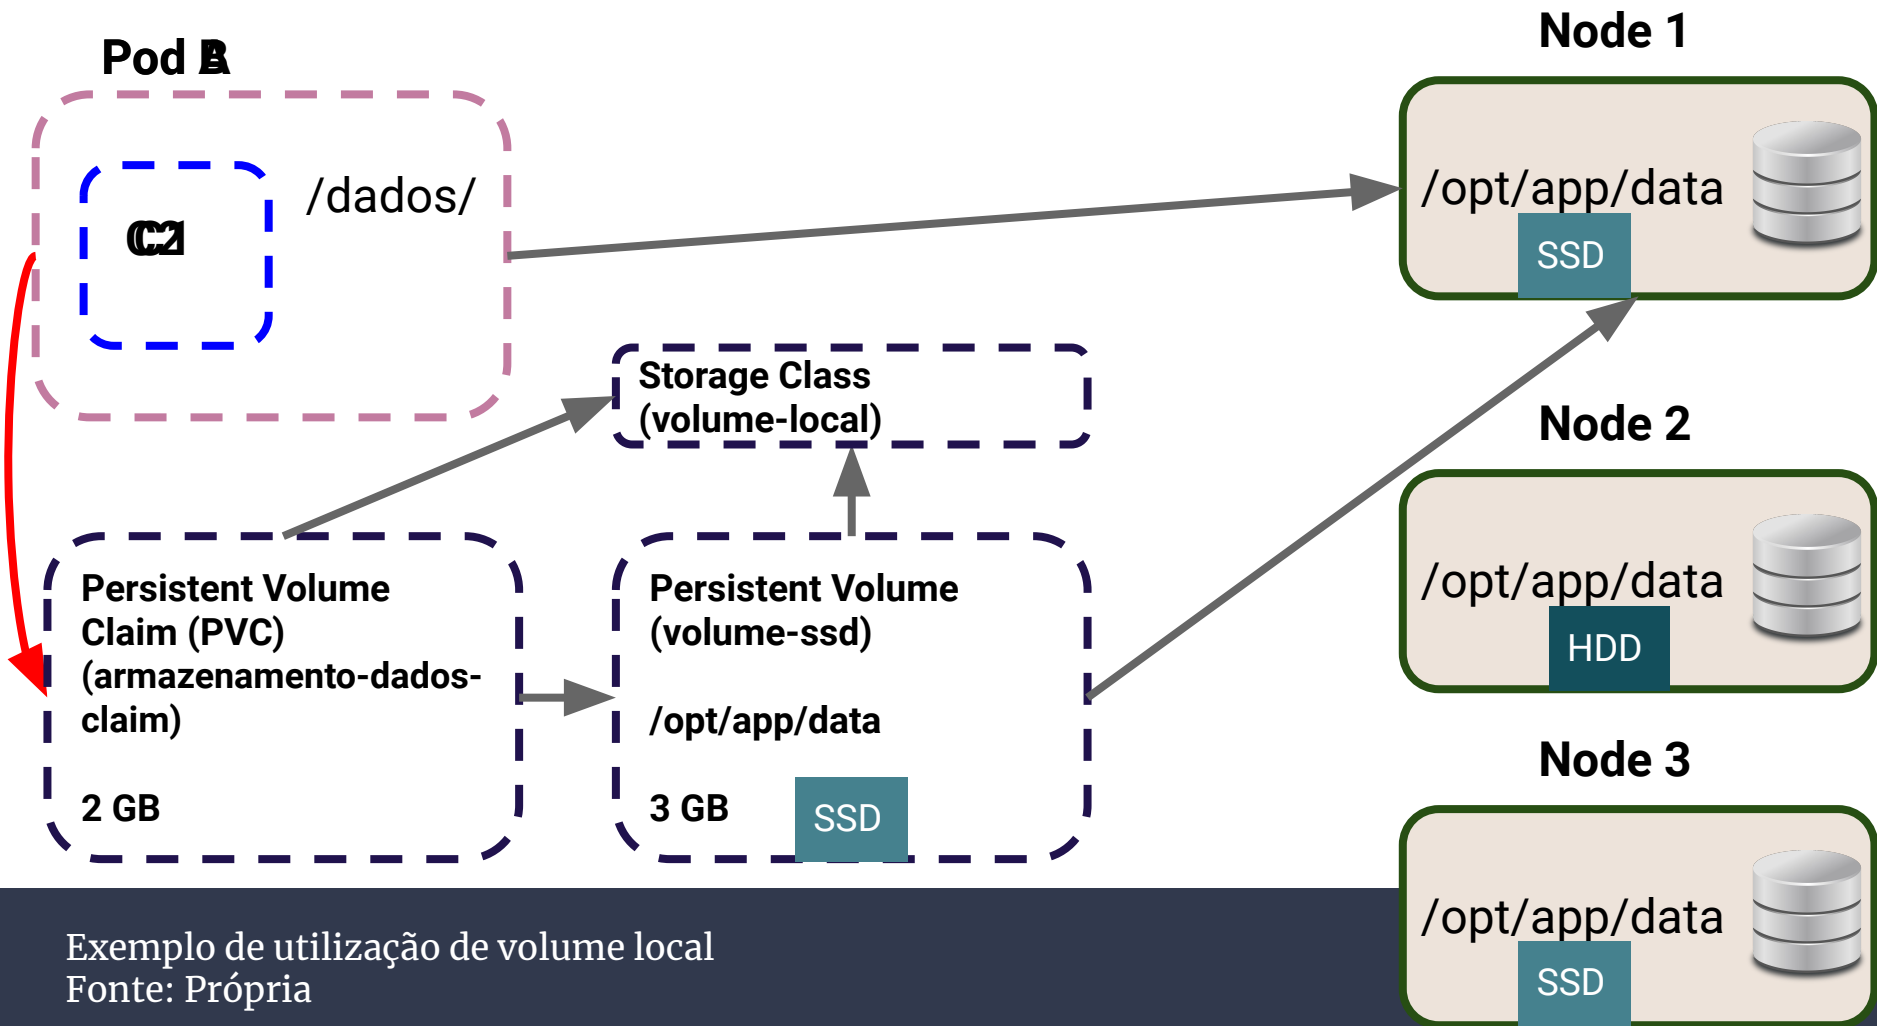 Pod
/dados/
Storage Class
(volume-local)
Persistent Volume
Claim (PVC)
(armazenamento-dados-
claim)
2 GB
Persistent Volume
(volume-ssd)
/opt/app/data
3 GB
SSD
Node 1
/opt/app/data
SSD
Node 2
/opt/app/data
HDD
Node 3
/opt/app/data
SSD
Exemplo de utilização de volume local
Fonte: Própria